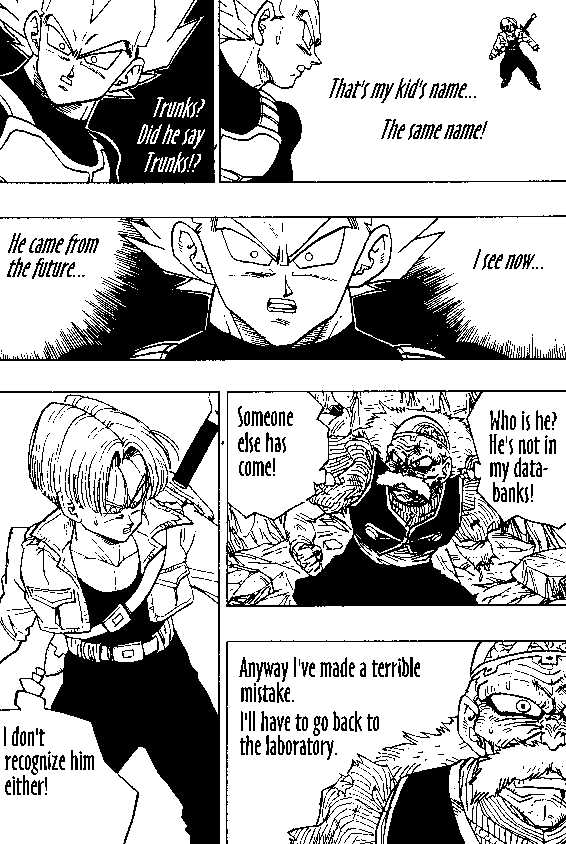 Trunks?
Did he say
Trunks!?
That's my kid's name...
The same name!
He came from
the future...
I see now...
Someone
else has
come!
Who is he?
He's not in
my data-
banks!
I don't
recognize him
either!
Anyway I've made a terrible
mistake.
I'll have to go back to
the laboratory.